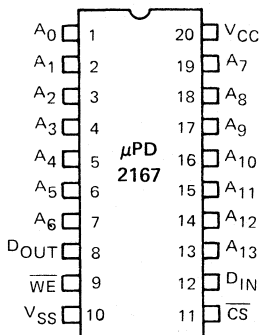 A0 1 20 VCC
A1 2 19 A7
A2 3 18 A8
A3 4 17 A9
A4 5 μPD 16 A10
A5 6 2167 15 A11
A6 7 14 A12
DOUT 8 13 A13
WE 9 12 DIN
VSS 10 11 CS